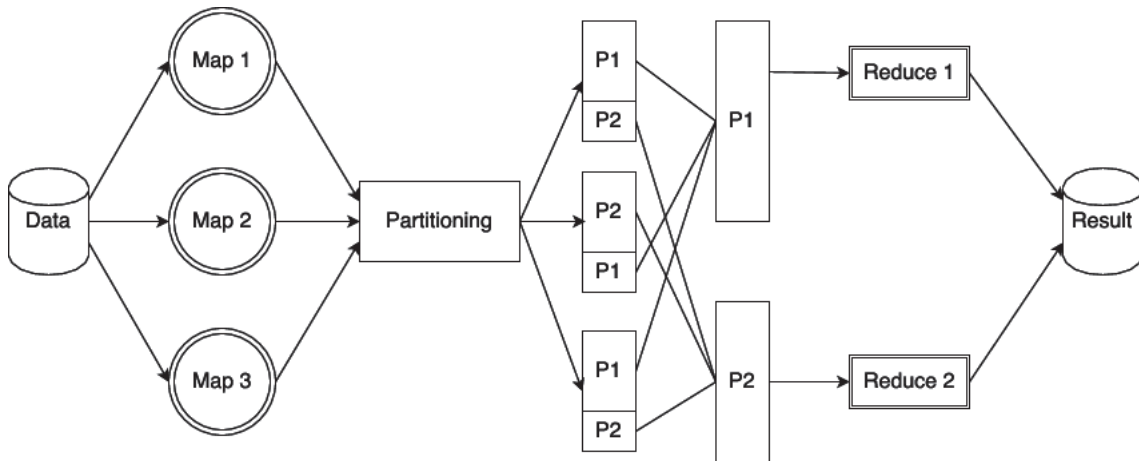 Data
Map 1
Map 2
Map 3
Partitioning
P1
P2
P2
P1
P1
P2
P1
P2
Reduce 1
Reduce 2
Result